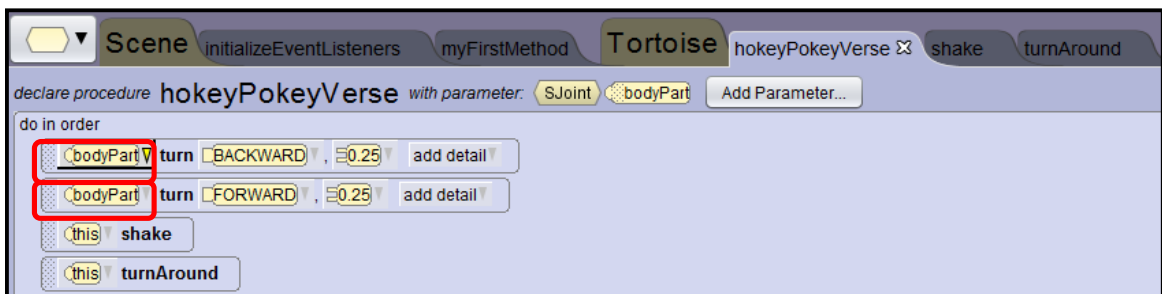 Scene initializeEventListeners myFirstMethod Tortoise hokeyPokeyVerse shake turnAround
declare procedure hokeyPokeyVerse with parameter: SJoint bodyPart Add Parameter...
do in order
bodyPart turn BACKWARD , 0.25 add detail
bodyPart turn FORWARD , 0.25 add detail
this shake
this turnAround